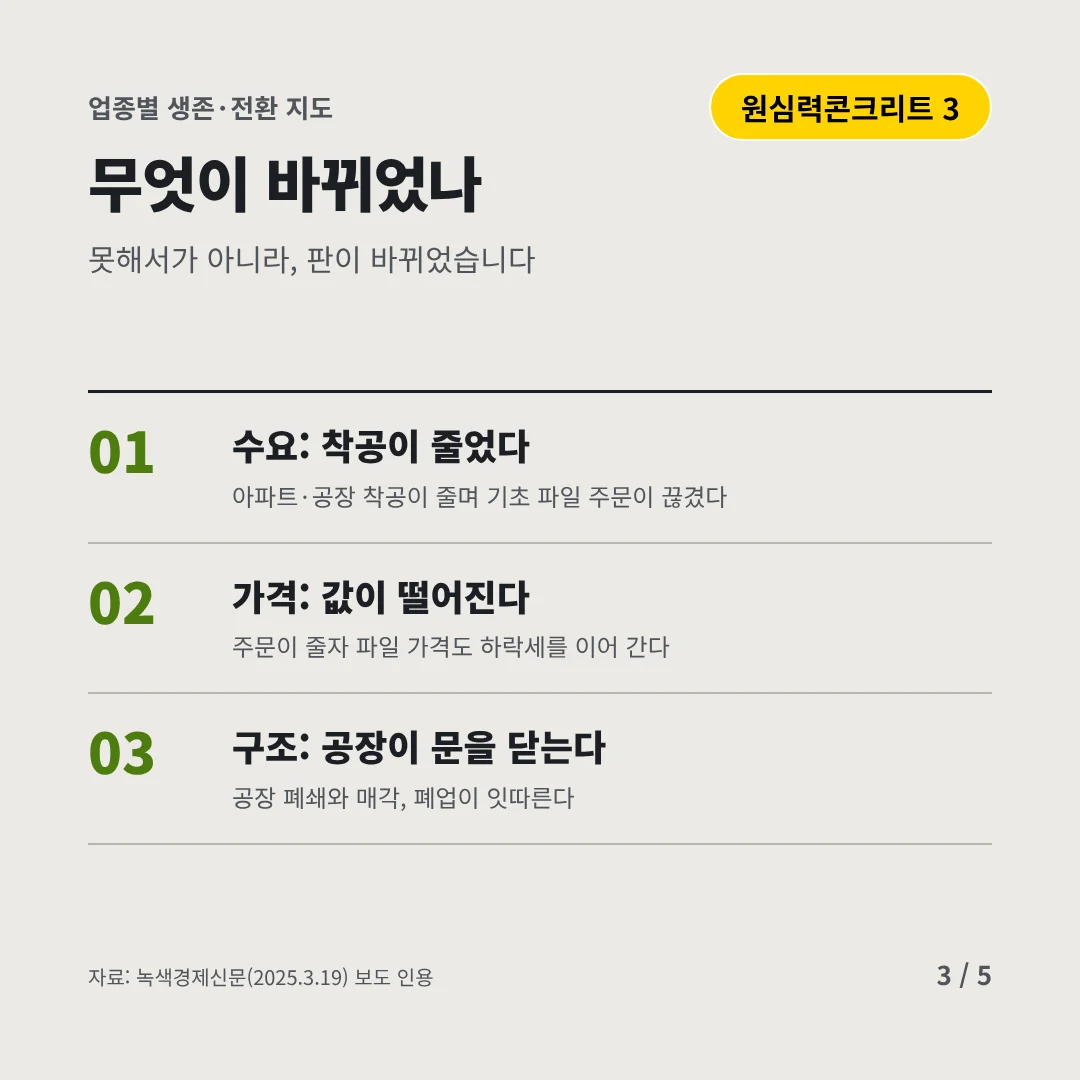 업종별 생존·전환 지도
원심력콘크리트 3
무엇이 바뀌었나
못해서가 아니라, 판이 바뀌었습니다
01
수요: 착공이 줄었다
아파트·공장 착공이 줄며 기초 파일 주문이 끊겼다
02
가격: 값이 떨어진다
주문이 줄자 파일 가격도 하락세를 이어 간다
03
구조: 공장이 문을 닫는다
공장 폐쇄와 매각, 폐업이 잇따른다
자료: 녹색경제신문(2025.3.19) 보도 인용
3 / 5